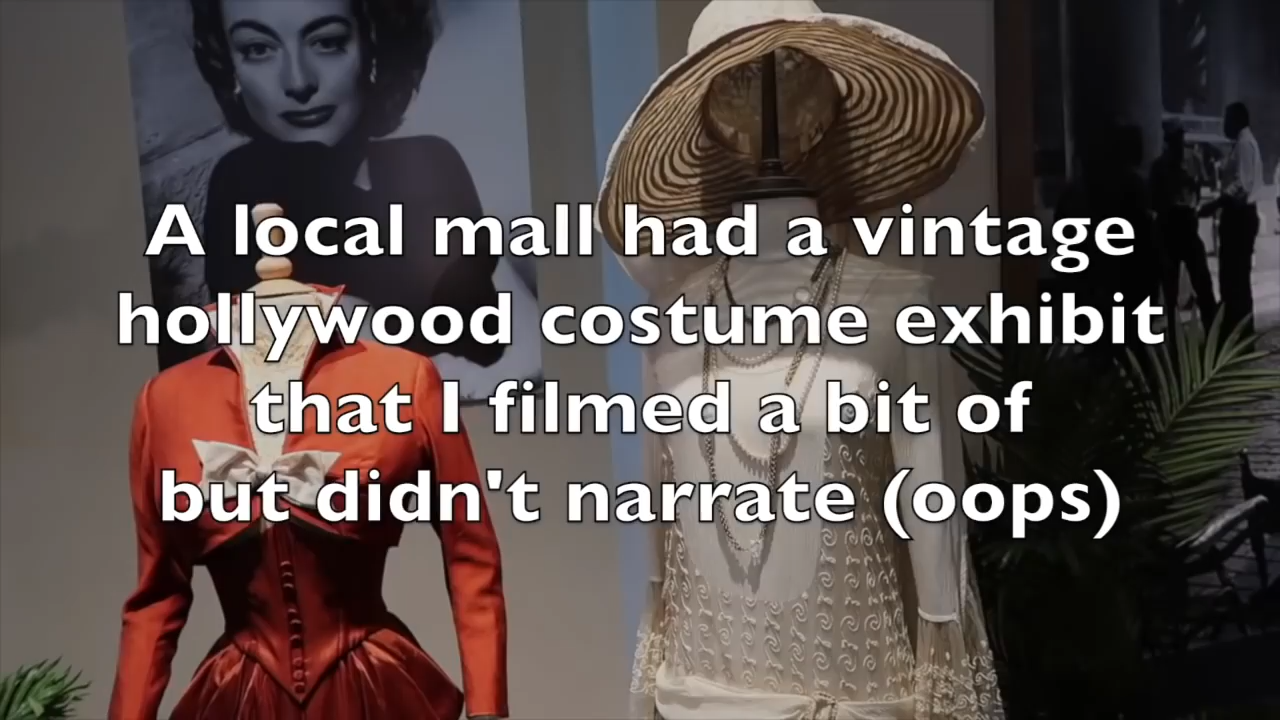 A local mall had a vintage
hollywood costume exhibit
that I filmed a bit of
but didn't narrate (oops)